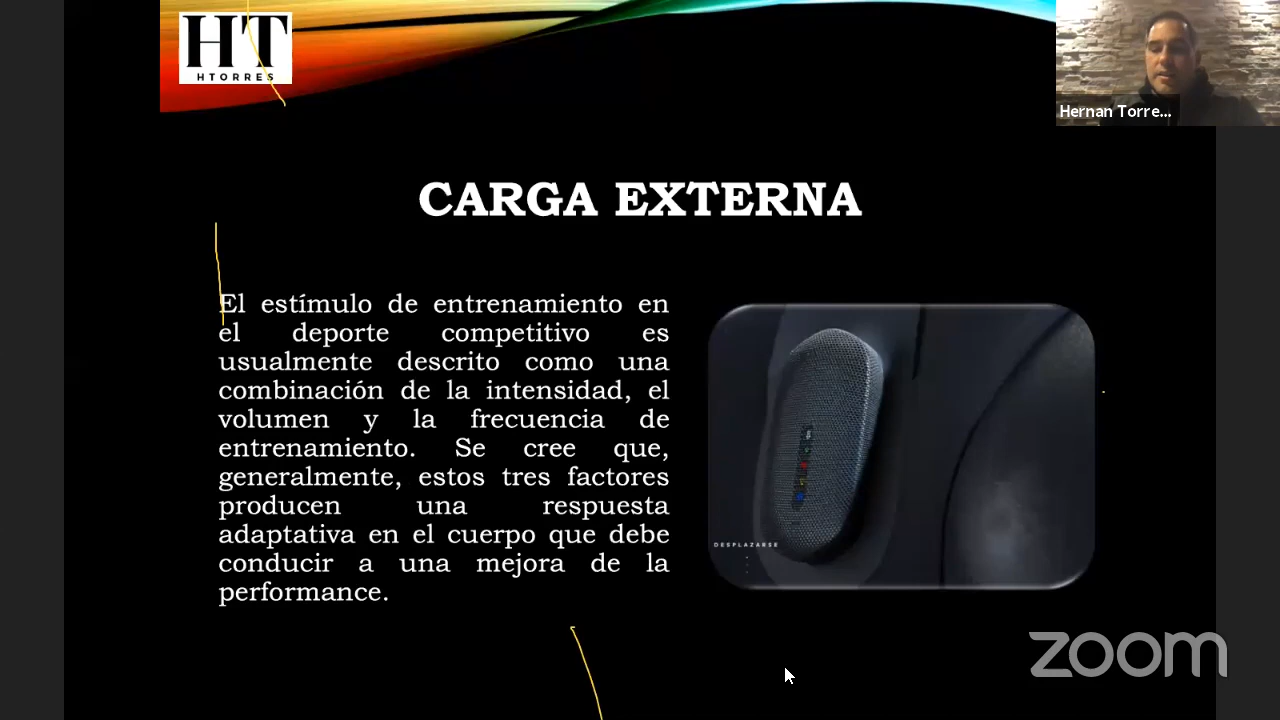 HT
HTORRES
Hernan Torre...
CARGA EXTERNA
El estímulo de entrenamiento en
el deporte competitivo es
usualmente descrito como una
combinación de la intensidad, el
volumen y la frecuencia de
entrenamiento. Se cree que,
generalmente, estos tres factores
producen una respuesta
adaptativa en el cuerpo que debe
conducir a una mejora de la
performance.
DESPLAZARSE
zoom